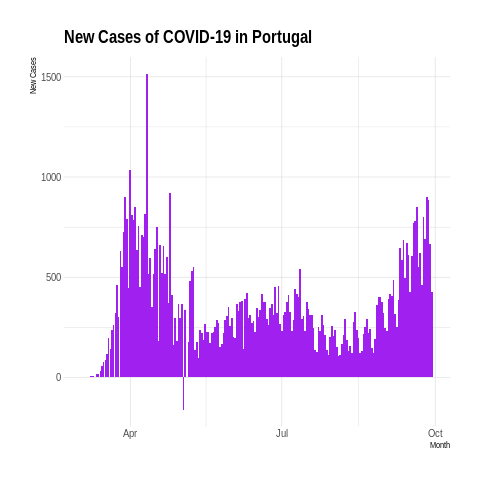 New Cases of COVID-19 in Portugal
New Cases
1500
1000
500
0
Apr Jul Oct
Month